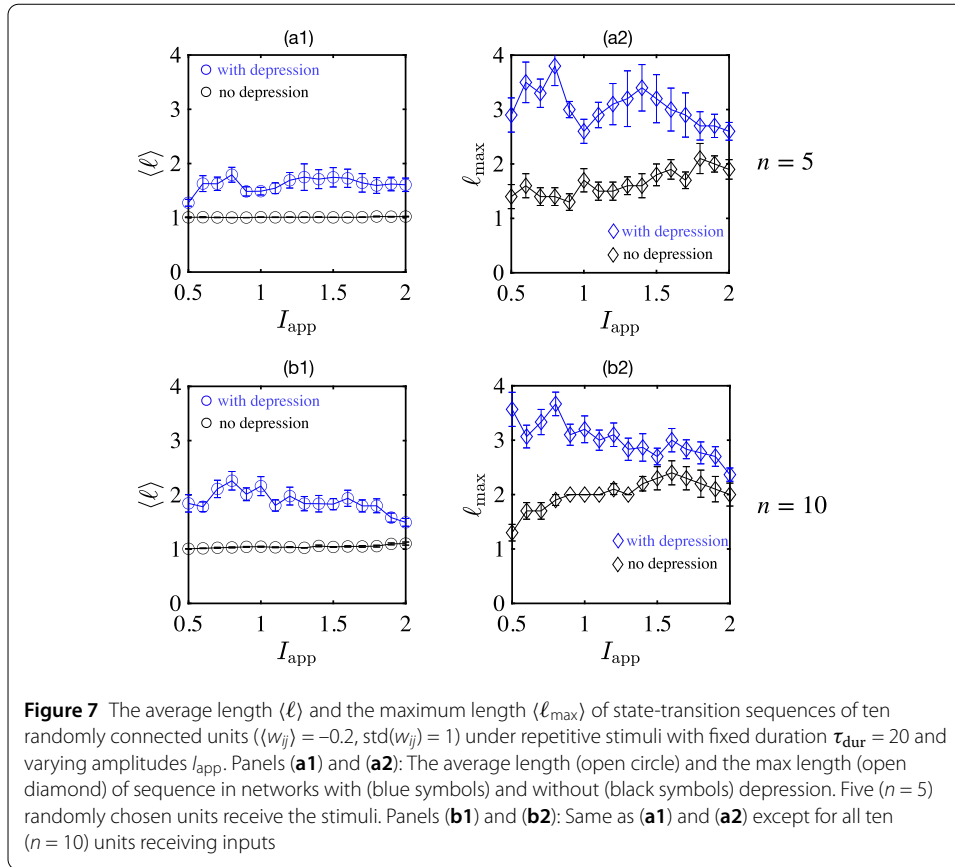 (a1)
4
3
2
1
0
with depression
no depression
⟨ℓ⟩
0.5 1 1.5 2
I_app
(a2)
4
3
2
1
0
with depression
no depression
ℓ_max
0.5 1 1.5 2
I_app
n = 5
(b1)
4
3
2
1
0
with depression
no depression
⟨ℓ⟩
0.5 1 1.5 2
I_app
(b2)
4
3
2
1
0
with depression
no depression
ℓ_max
0.5 1 1.5 2
I_app
n = 10
Figure 7 The average length ⟨ℓ⟩ and the maximum length ⟨ℓ_max⟩ of state-transition sequences of ten
randomly connected units (⟨w_ij⟩ = –0.2, std(w_ij) = 1) under repetitive stimuli with fixed duration τ_dur = 20 and
varying amplitudes I_app. Panels (a1) and (a2): The average length (open circle) and the max length (open
diamond) of sequence in networks with (blue symbols) and without (black symbols) depression. Five (n = 5)
randomly chosen units receive the stimuli. Panels (b1) and (b2): Same as (a1) and (a2) except for all ten
(n = 10) units receiving inputs